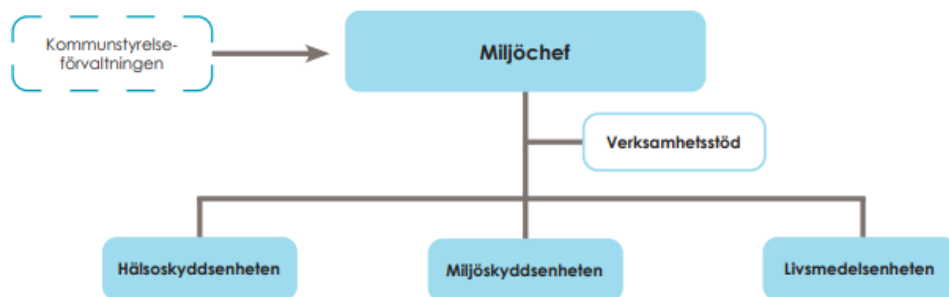 Kommunstyrelse-
förvaltningen
Miljöchef
Verksamhetsstöd
Hälsoskyddsenheten
Miljöskyddsenheten
Livsmedelsenheten